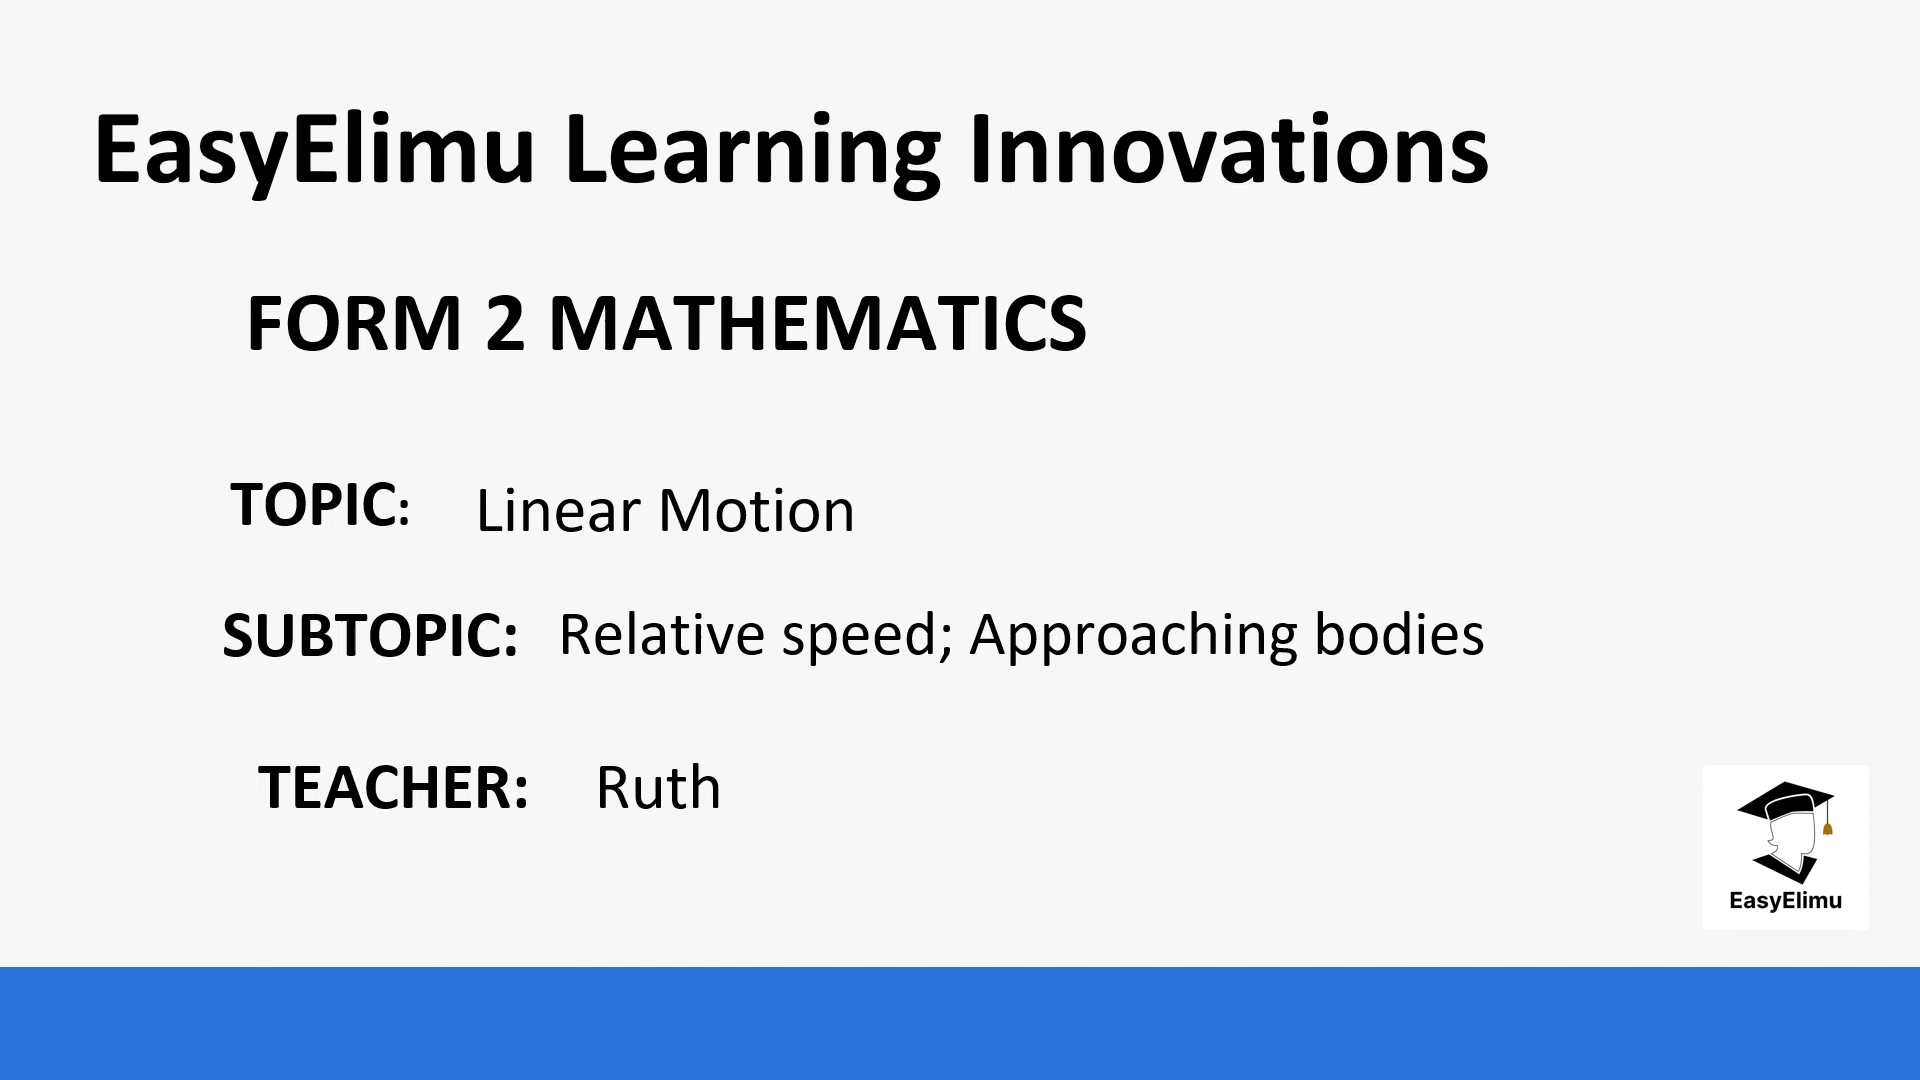 EasyElimu Learning Innovations
FORM 2 MATHEMATICS
TOPIC: Linear Motion
SUBTOPIC: Relative speed; Approaching bodies
TEACHER: Ruth
EasyElimu